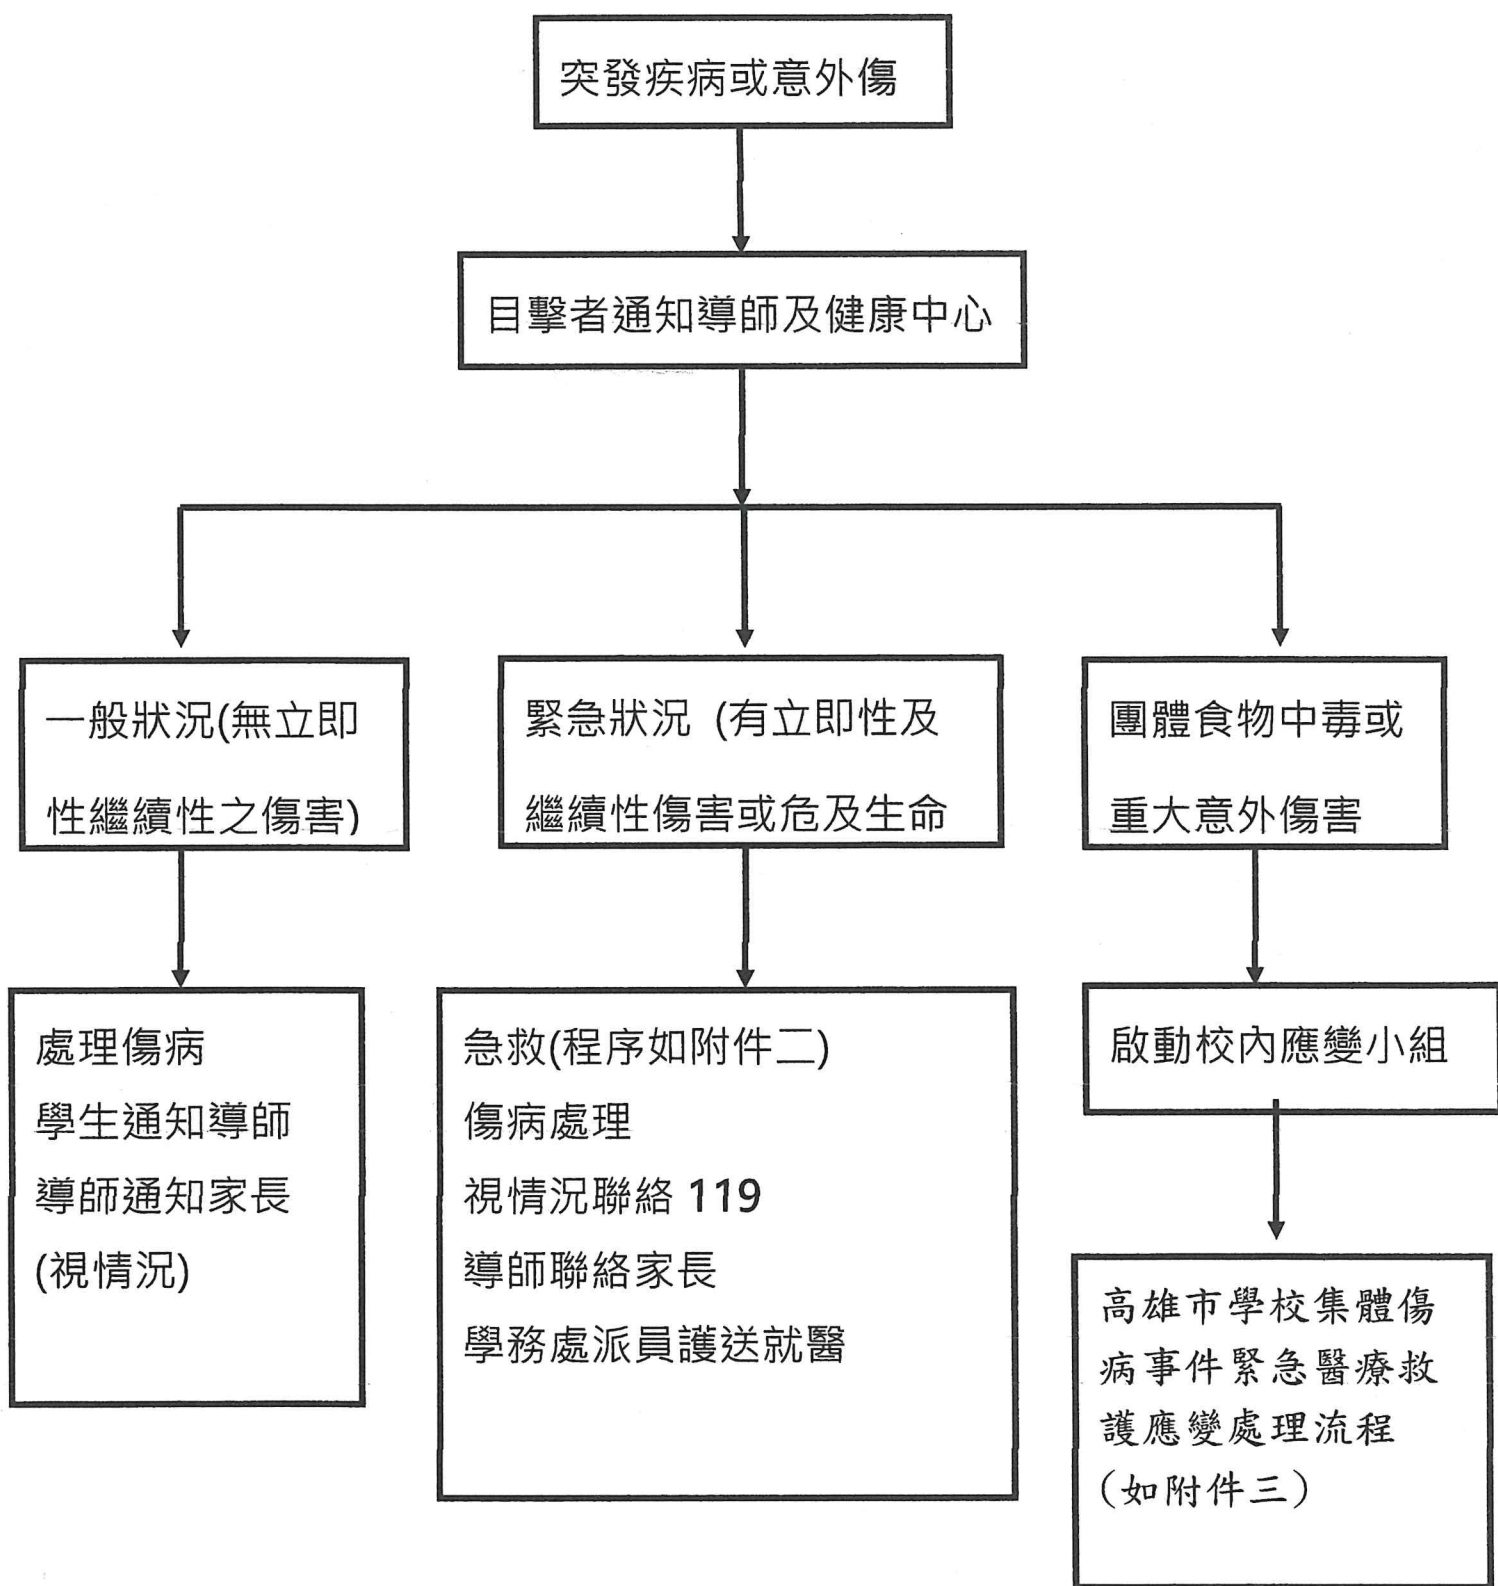 突發疾病或意外傷
目擊者通知導師及健康中心
一般狀況(無立即
性繼續性之傷害)
緊急狀況 (有立即性及
繼續性傷害或危及生命
團體食物中毒或
重大意外傷害
處理傷病
學生通知導師
導師通知家長
(視情況)
急救(程序如附件二)
傷病處理
視情況聯絡 119
導師聯絡家長
學務處派員護送就醫
啟動校內應變小組
高雄市學校集體傷
病事件緊急醫療救
護應變處理流程
(如附件三)